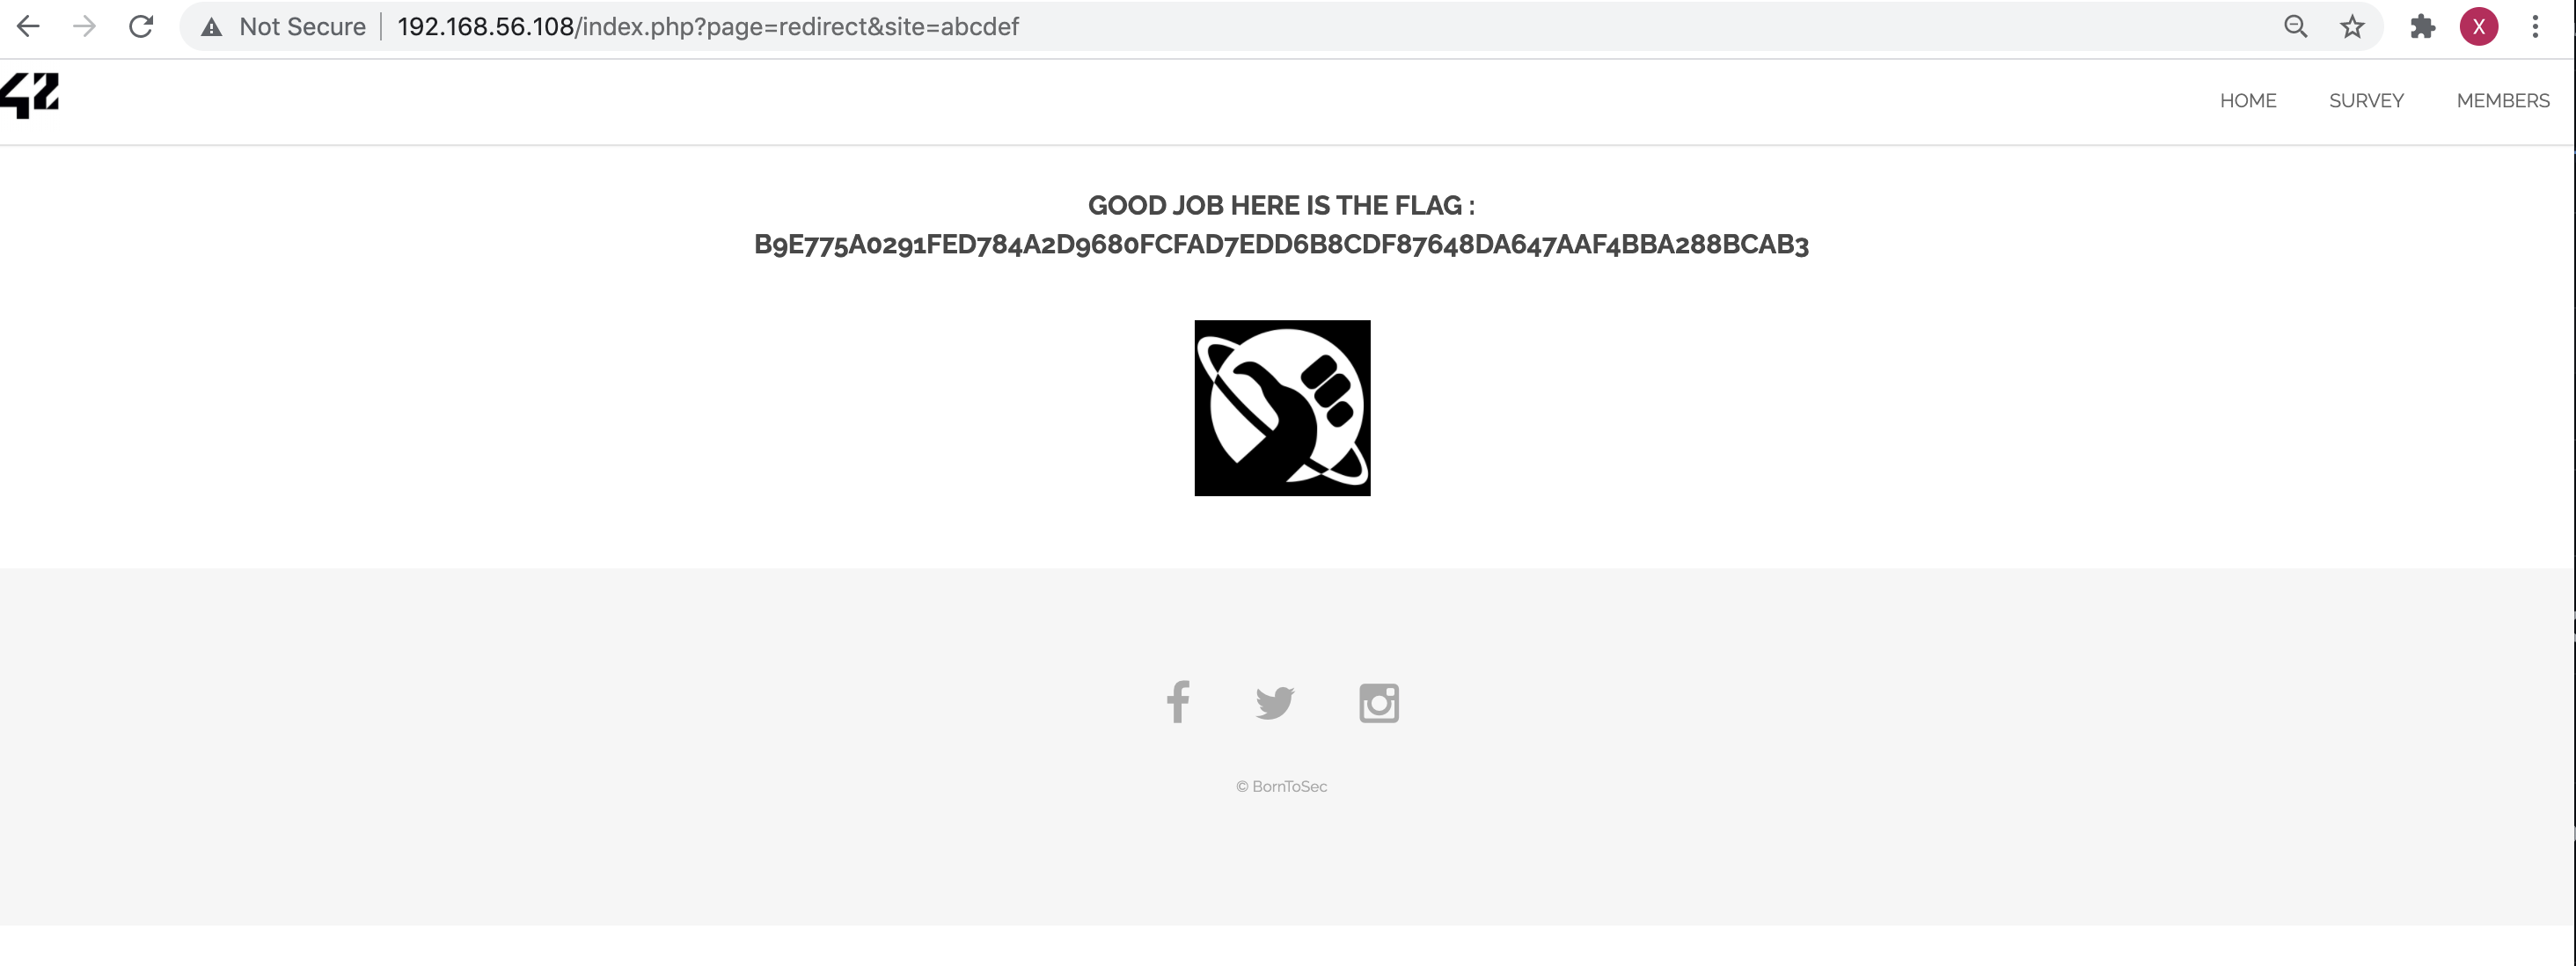 Not Secure | 192.168.56.108/index.php?page=redirect&site=abcdef
X
42
HOME SURVEY MEMBERS
GOOD JOB HERE IS THE FLAG :
B9E775A0291FED784A2D9680FCFAD7EDD6B8CDF87648DA647AAF4BBA288BCAB3
© BornToSec